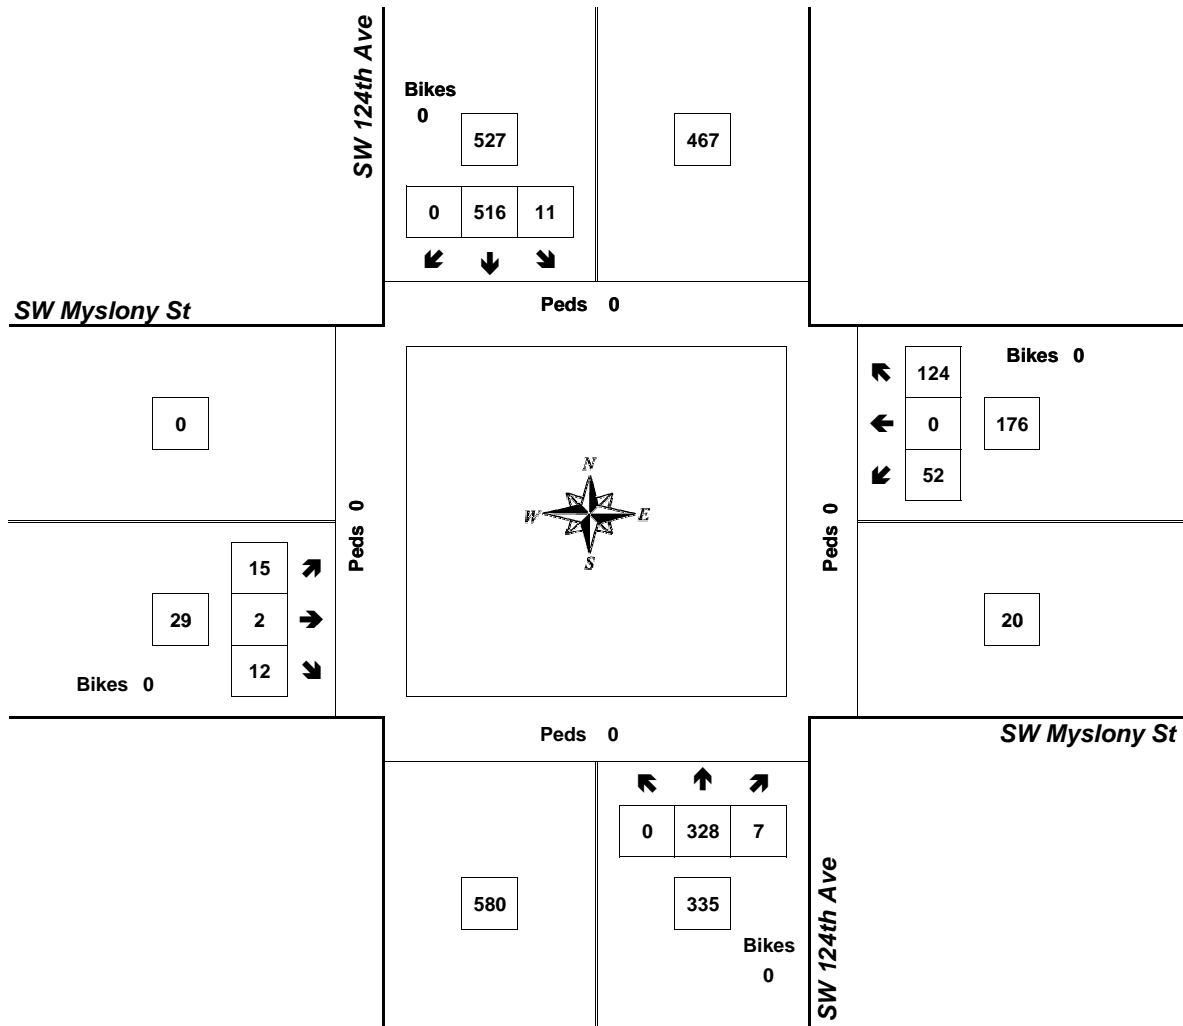 SW 124th Ave
Bikes
0
527
467
0 516 11
SW Myslony St
Peds 0
124
Bikes 0
0
0
176
52
N
W E
S
Peds 0
Peds 0
15
29
2
20
12
Bikes 0
Peds 0
SW Myslony St
0 328 7
580
335
Bikes
0
SW 124th Ave